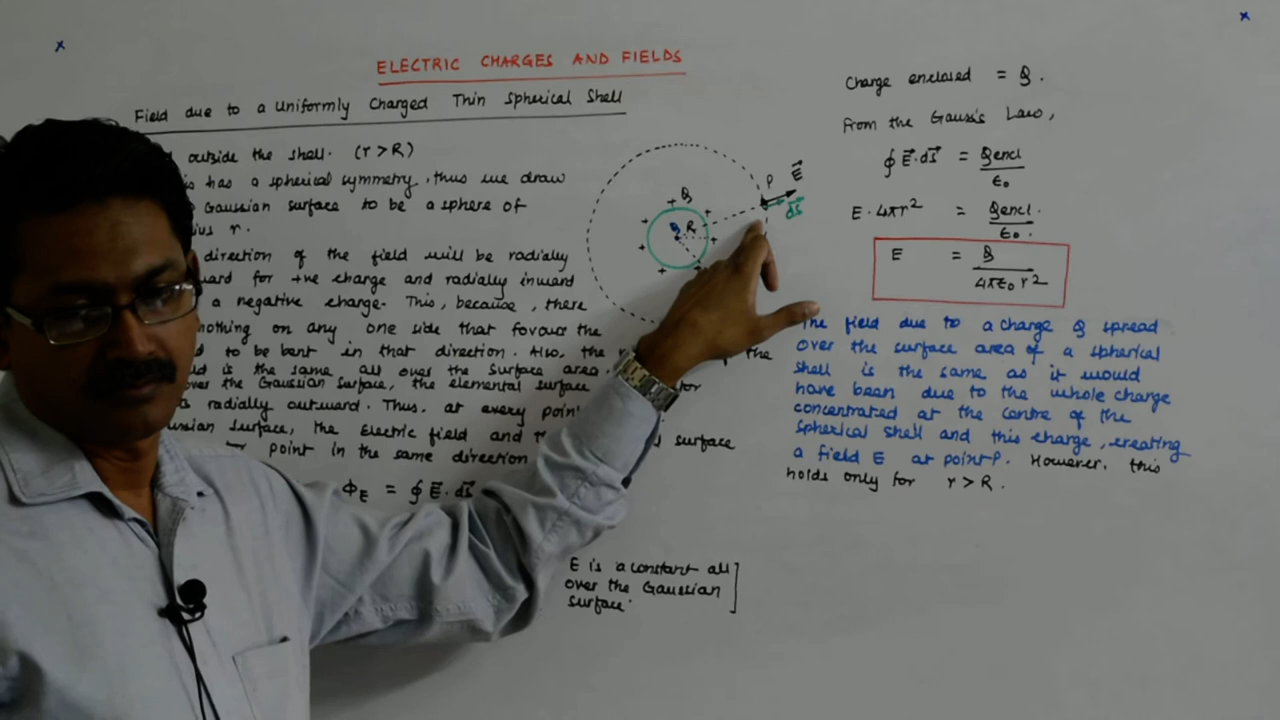 ELECTRIC CHARGES AND FIELDS
Field due to a Uniformly Charged Thin Spherical Shell
outside the shell. (r > R)
has a spherical symmetry, thus we draw
Gaussian surface to be a sphere of
r.
direction of the field will be radially
for +ve charge and radially inward
a negative charge. This, because, there
nothing on any one side that favours the
to be bent in that direction. Also, the
the
is the same all over the surface area.
over the Gaussian surface, the elemental surface
radially outward. Thus, at every
surface, the Electric field and
surface
point in the same direction
ΦE = ∮ E⃗ · ds⃗
E is a constant all
over the Gaussian
surface.
Q
R
P
E⃗
ds⃗
+ + + + + +
Charge enclosed = Q.
From the Gauss's Law,
∮ E⃗ · ds⃗ = Qencl / ε₀
E · 4πr² = Qencl. / ε₀.
E = Q / 4πε₀r²
The field due to a charge Q spread
over the surface area of a spherical
shell is the same as it would
have been due to the whole charge
concentrated at the centre of the
spherical shell and this charge, creating
a field E at point P. However, this
holds only for r > R.